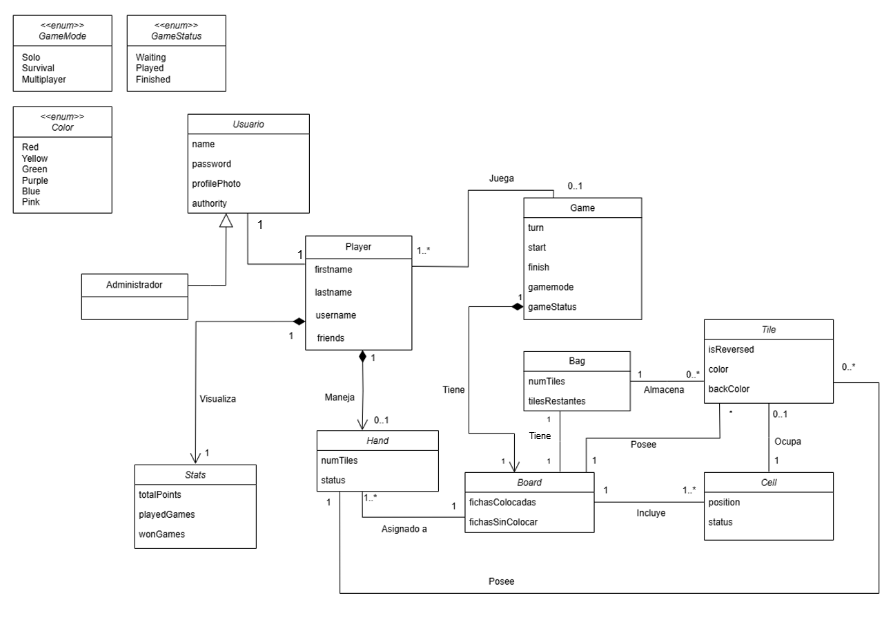 <<enum>>
GameMode
Solo
Survival
Multiplayer
<<enum>>
GameStatus
Waiting
Played
Finished
<<enum>>
Color
Red
Yellow
Green
Purple
Blue
Pink
Usuario
name
password
profilePhoto
authority
1
1
Administrador
Player
firstname
lastname
username
friends
1..*
Juega
0..1
Game
turn
start
finish
gamemode
gameStatus
1
1
1
Visualiza
1
Maneja
0..1
Tiene
1
Stats
totalPoints
playedGames
wonGames
Hand
numTiles
status
1
1..*
Asignado a
1
Bag
numTiles
tilesRestantes
1
0..*
Almacena
1
Tiene
1
Tile
isReversed
color
backColor
0..*
*
0..1
Posee
1
Ocupa
1
Board
fichasColocadas
fichasSinColocar
1
1..*
Incluye
Cell
position
status
Posee